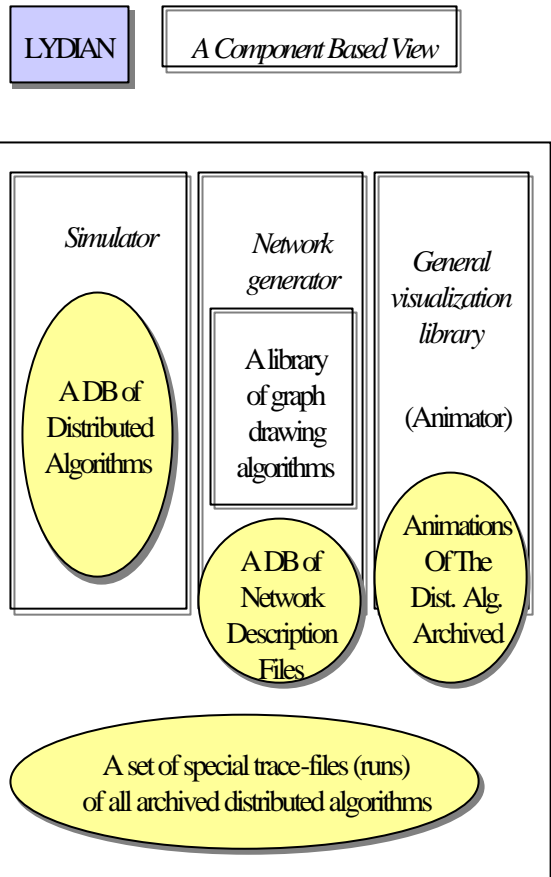 LYDIAN
A Component Based View
Simulator
A DB of
Distributed
Algorithms
Network
generator
A library
of graph
drawing
algorithms
A DB of
Network
Description
Files
General
visualization
library
(Animator)
Animations
Of The
Dist. Alg.
Archived
A set of special trace-files (runs)
of all archived distributed algorithms